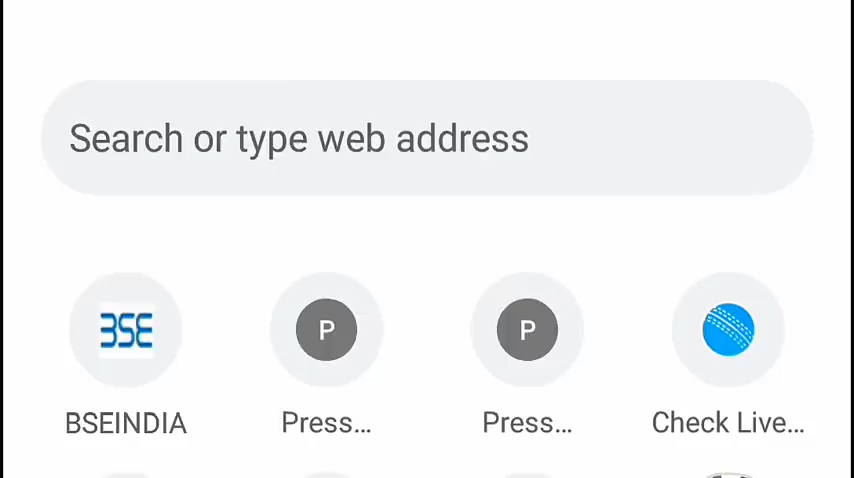 Search or type web address
BSE
P
P
BSEINDIA
Press...
Press...
Check Live...